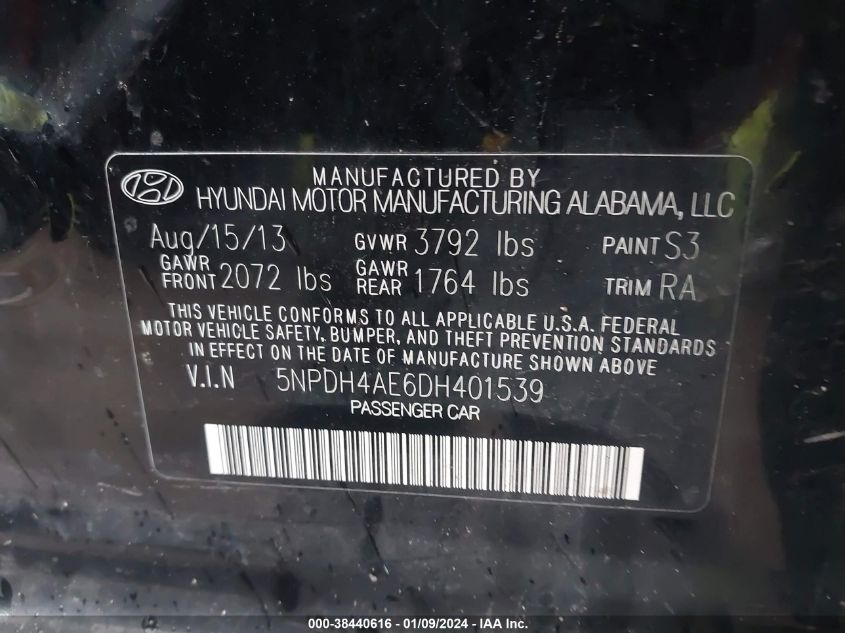 MANUFACTURED BY
HYUNDAI MOTOR MANUFACTURING ALABAMA, LLC
Aug/15/13 GVWR 3792 lbs PAINT S3
GAWR FRONT 2072 lbs GAWR REAR 1764 lbs TRIM RA
THIS VEHICLE CONFORMS TO ALL APPLICABLE U.S.A. FEDERAL
MOTOR VEHICLE SAFETY, BUMPER, AND THEFT PREVENTION STANDARDS
IN EFFECT ON THE DATE OF MANUFACTURE SHOWN ABOVE
V.I.N 5NPDH4AE6DH401539
PASSENGER CAR
000-38440616 - 01/09/2024 - IAA Inc.